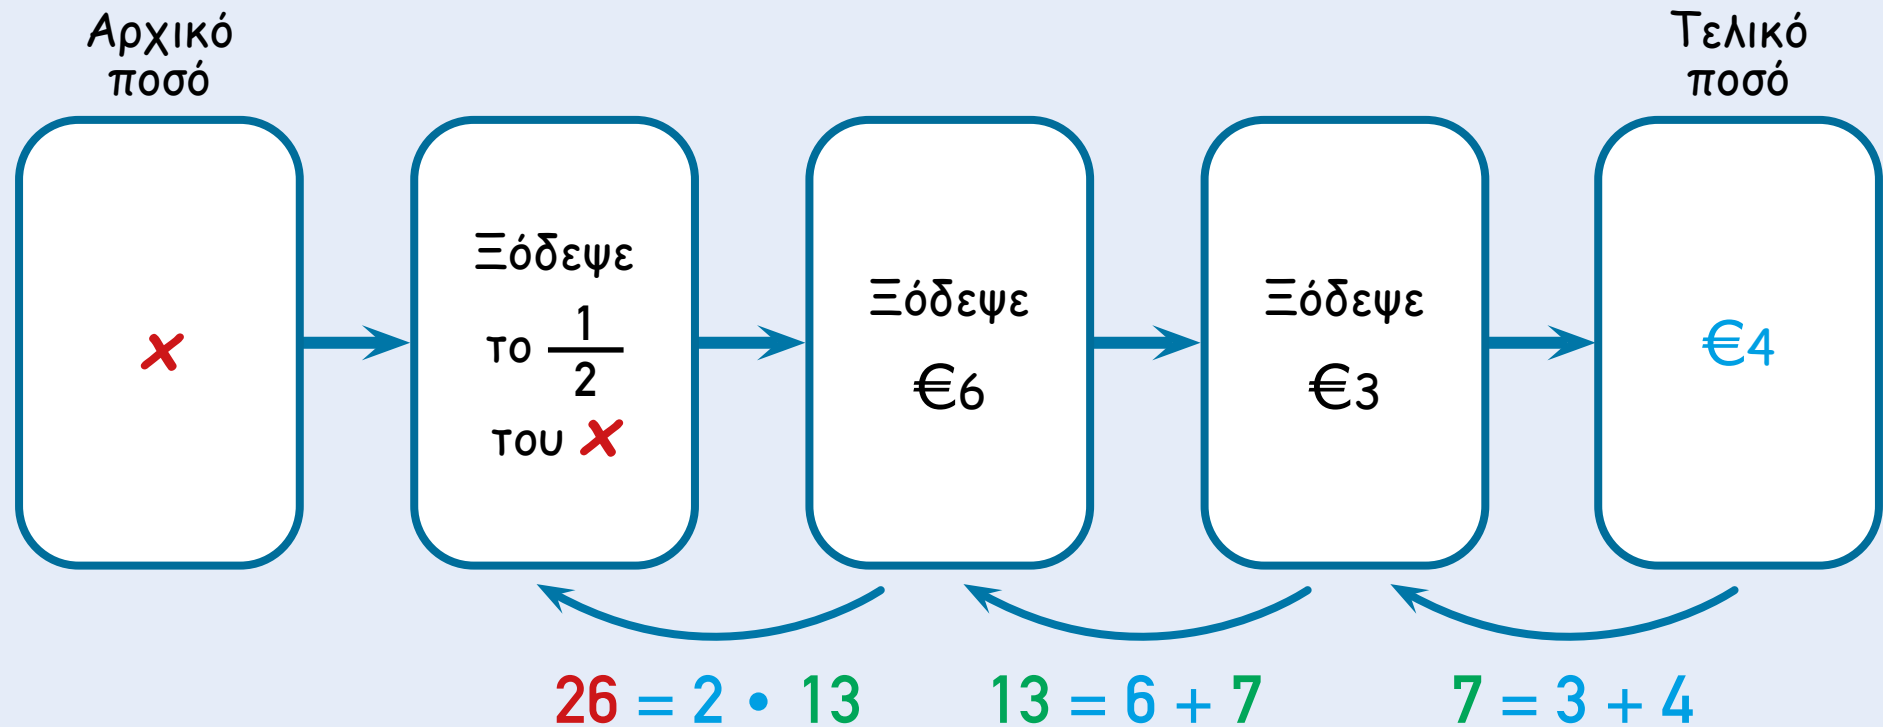 Αρχικό
ποσό
Τελικό
ποσό
x
Ξόδεψε
το 1/2
του x
Ξόδεψε
€6
Ξόδεψε
€3
€4
26 = 2 • 13
13 = 6 + 7
7 = 3 + 4